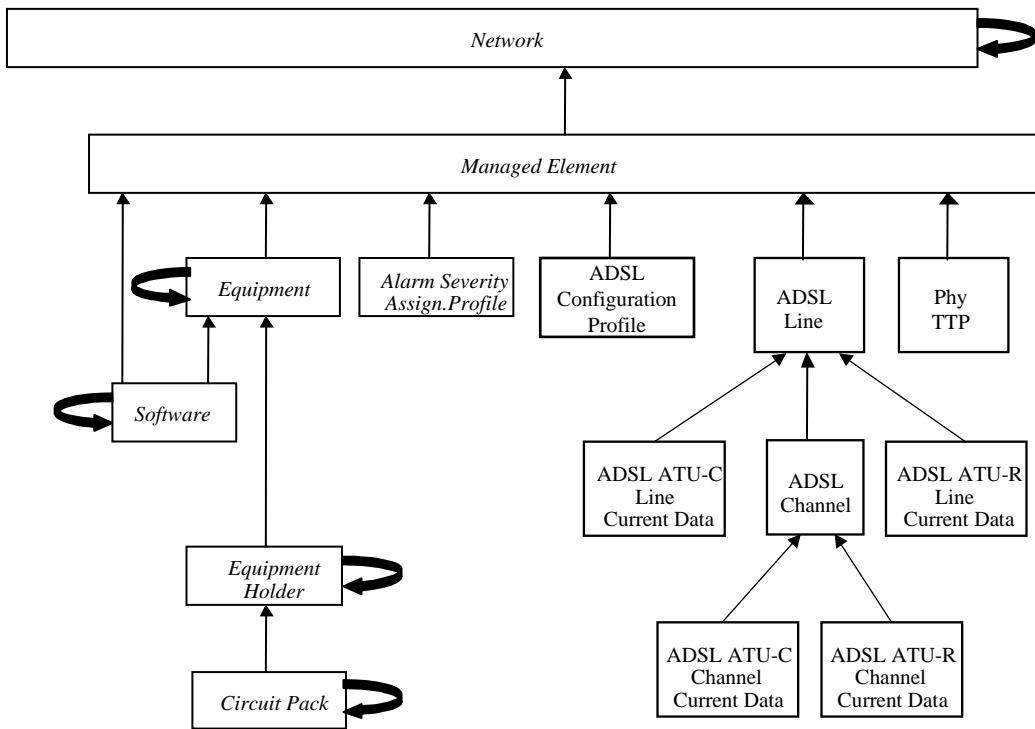 Network
Managed Element
Equipment
Alarm Severity
Assign.Profile
ADSL
Configuration
Profile
ADSL
Line
Phy
TTP
Software
ADSL ATU-C
Line
Current Data
ADSL
Channel
ADSL ATU-R
Line
Current Data
Equipment
Holder
ADSL ATU-C
Channel
Current Data
ADSL ATU-R
Channel
Current Data
Circuit Pack